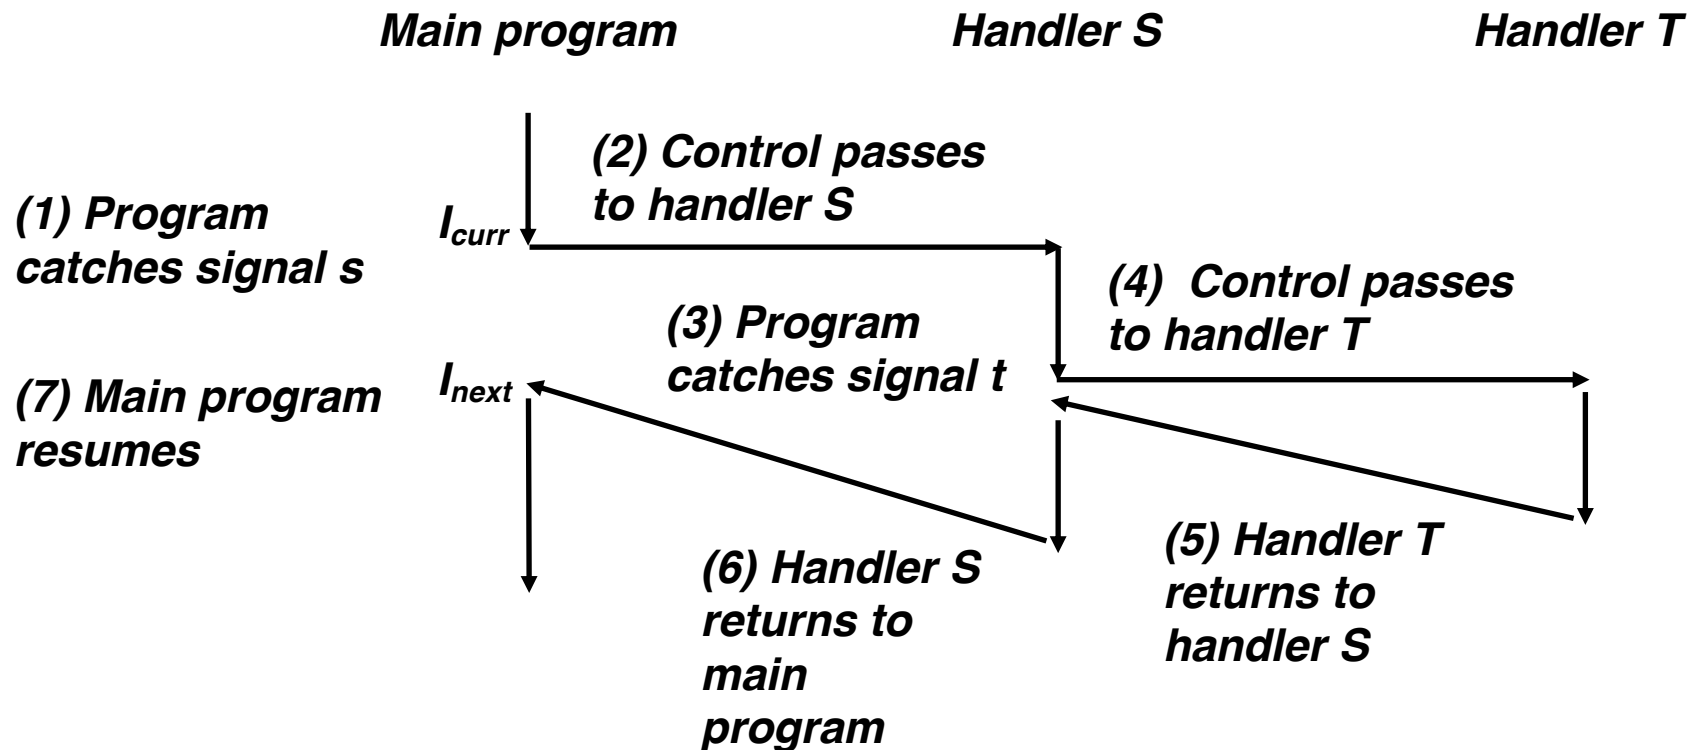 Main program
Handler S
Handler T
(1) Program
catches signal s
I_curr
(2) Control passes
to handler S
(3) Program
catches signal t
(4)  Control passes
to handler T
(5) Handler T
returns to
handler S
(6) Handler S
returns to
main
program
(7) Main program
resumes
I_next